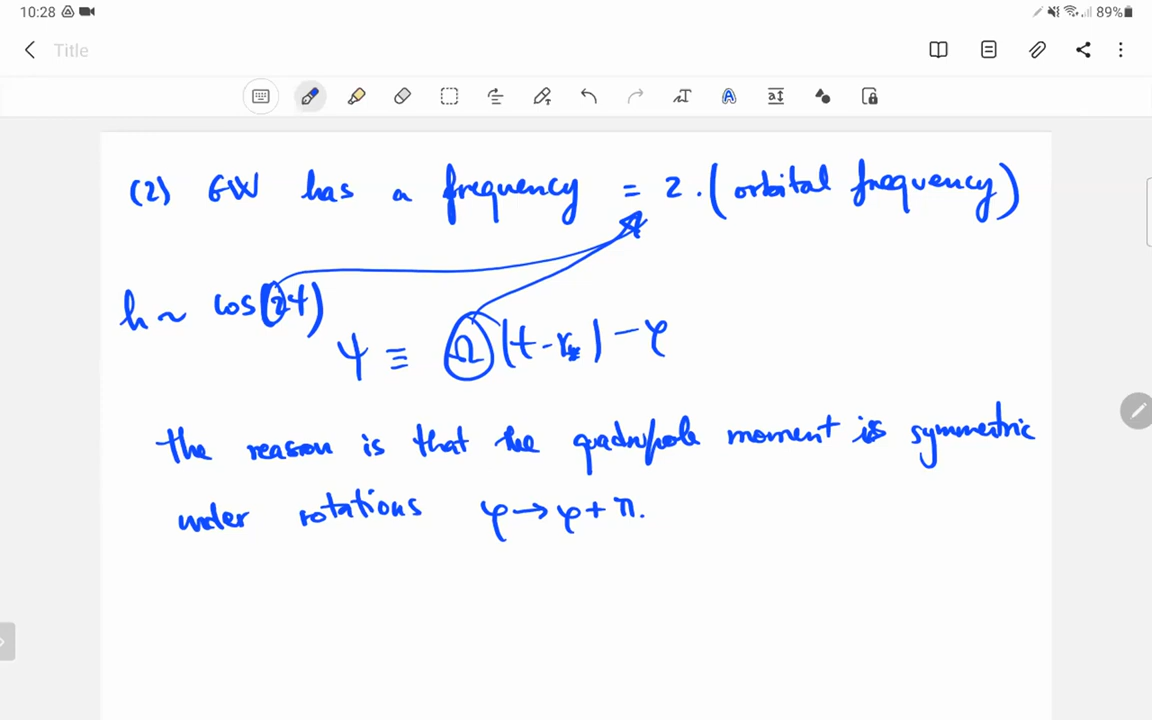 10:28 89%
Title
(2) GW has a frequency = 2 . (orbital frequency)
h ~ cos(2ψ)
ψ ≡ Ω (t - r*) - φ
the reason is that the quadrupole moment is symmetric
under rotations φ → φ + π.